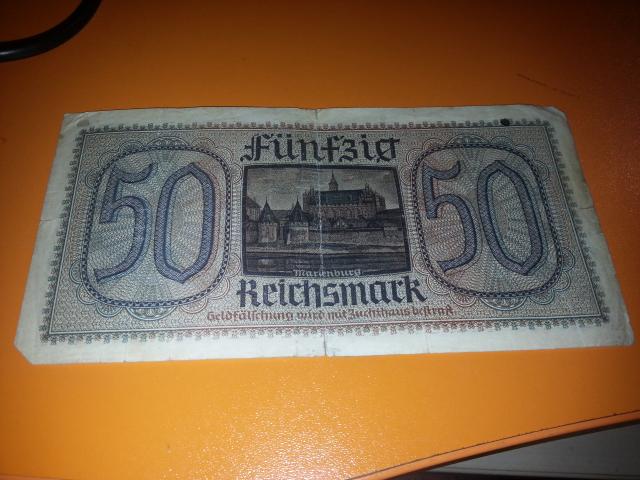 Fünfzig
50
Marienburg
50
Reichsmark
Geldfälschung wird mit Zuchthaus bestraft